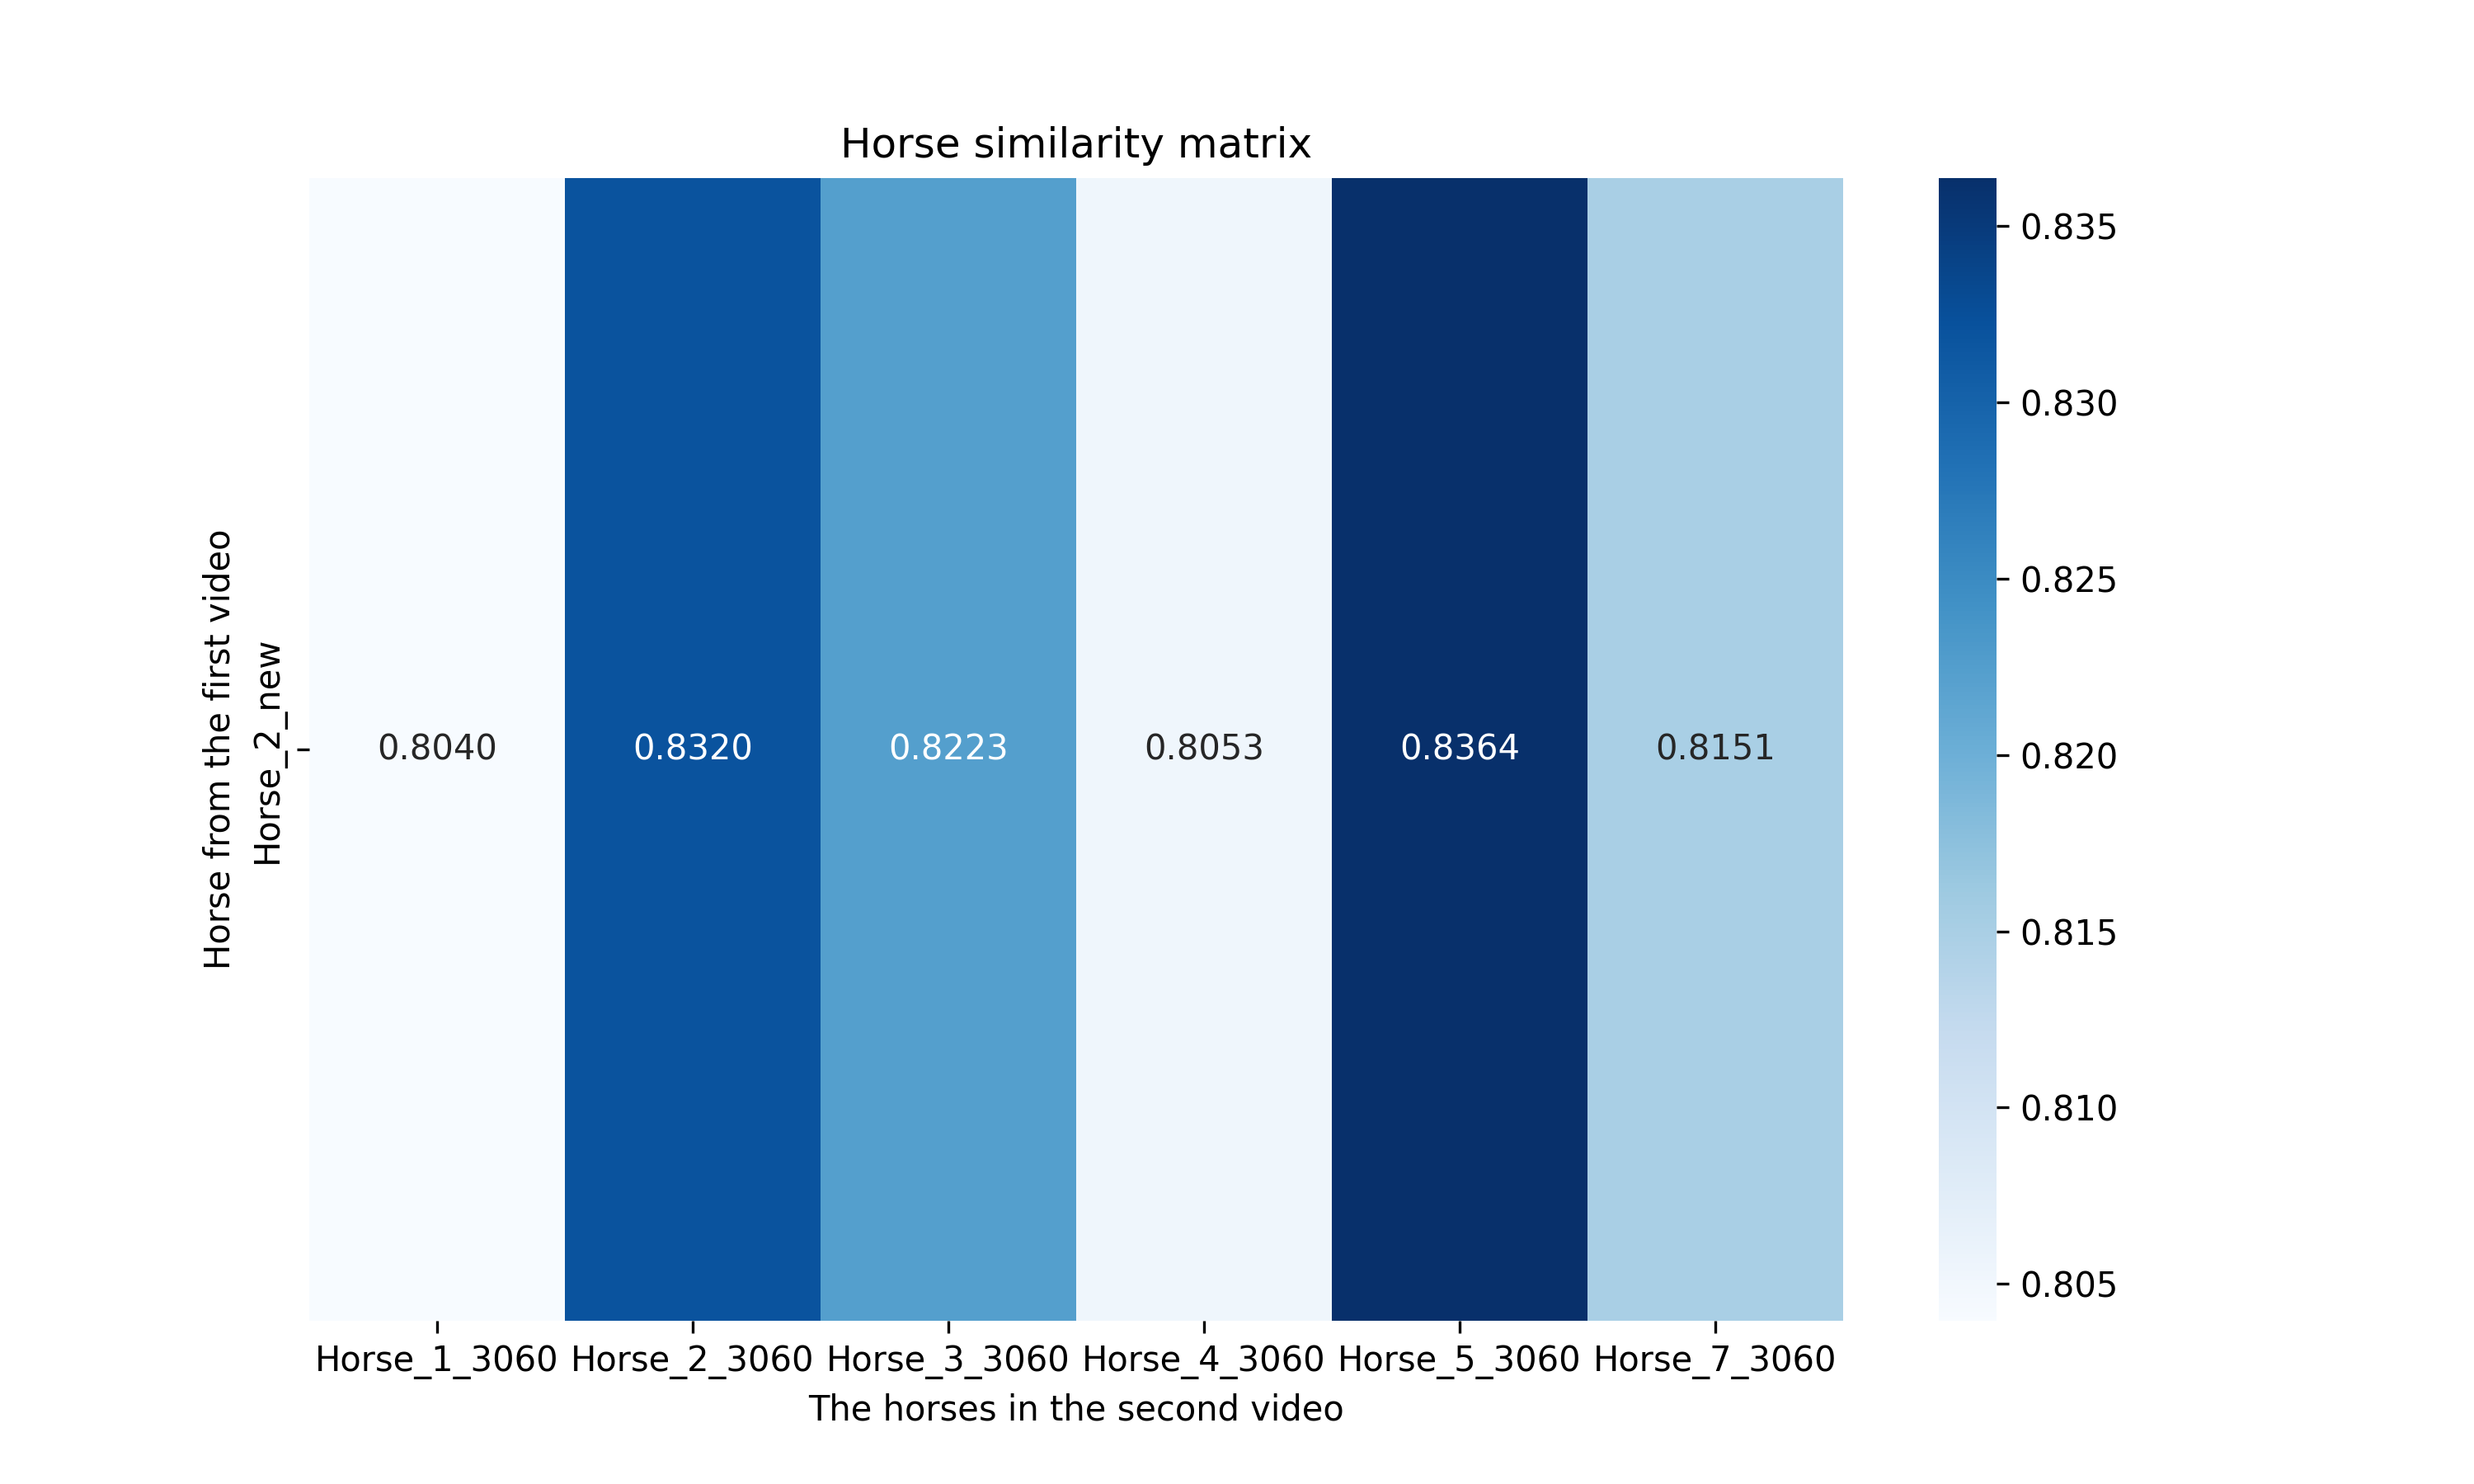 Horse similarity matrix
Horse from the first video
Horse_2_new
0.8040 0.8320 0.8223 0.8053 0.8364 0.8151
Horse_1_3060 Horse_2_3060 Horse_3_3060 Horse_4_3060 Horse_5_3060 Horse_7_3060
The horses in the second video
0.835
0.830
0.825
0.820
0.815
0.810
0.805